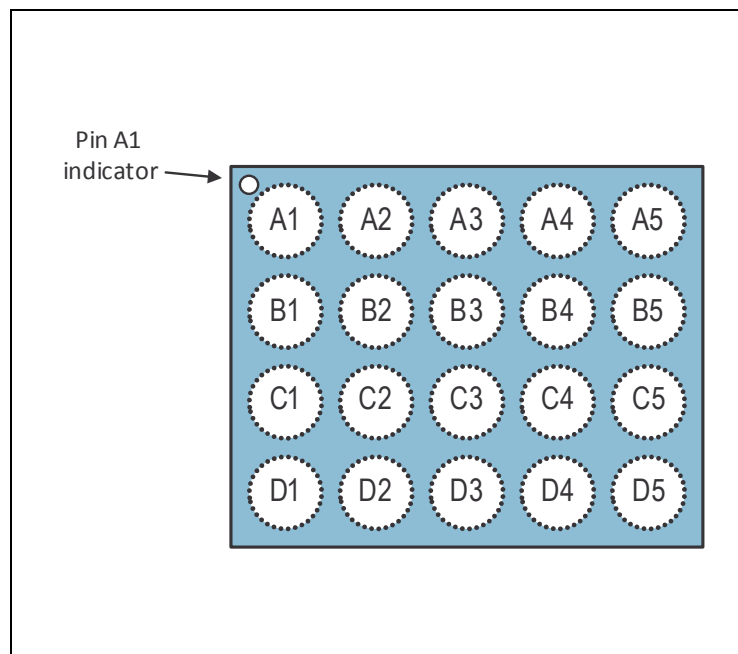 Pin A1
indicator
A1 A2 A3 A4 A5
B1 B2 B3 B4 B5
C1 C2 C3 C4 C5
D1 D2 D3 D4 D5